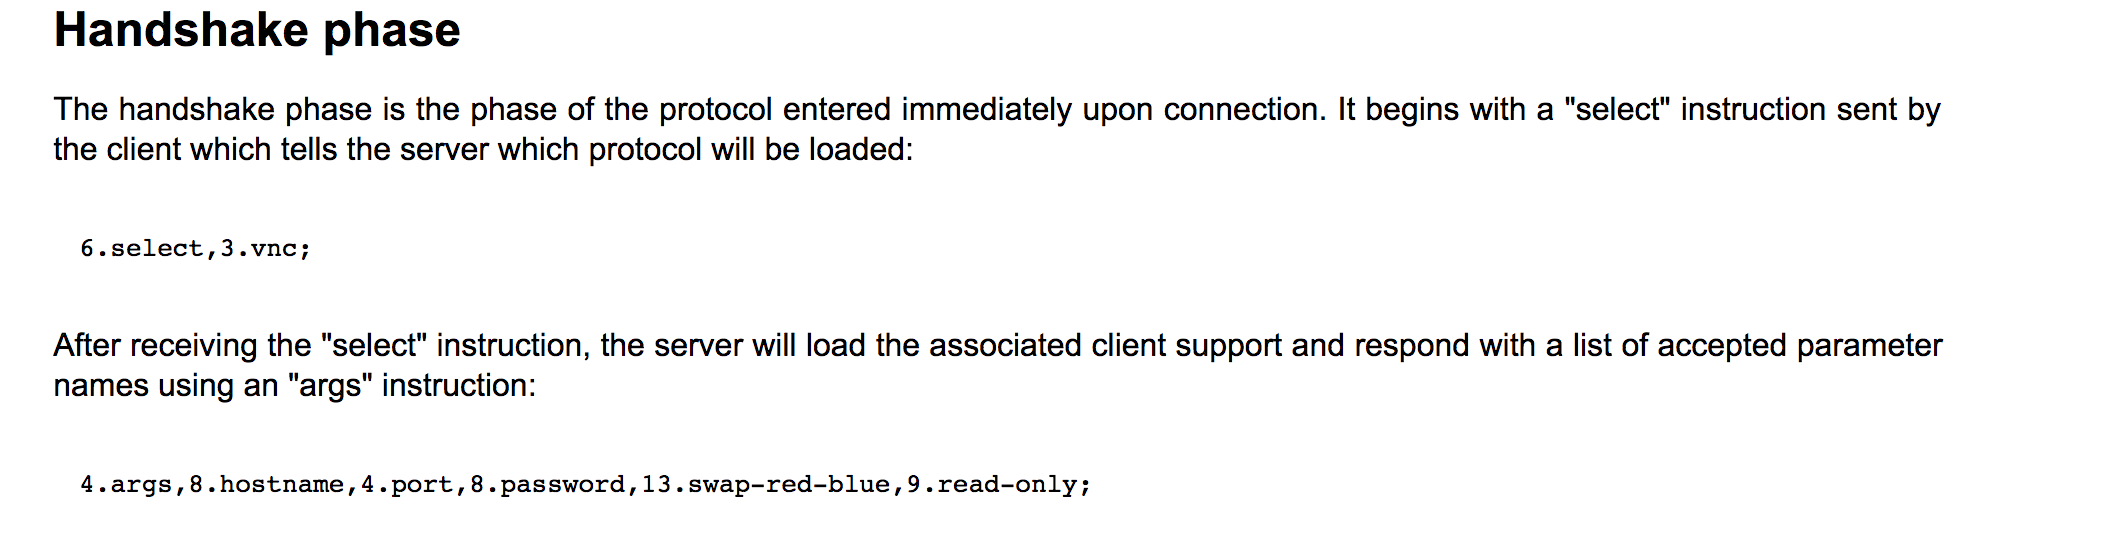 Handshake phase
The handshake phase is the phase of the protocol entered immediately upon connection. It begins with a "select" instruction sent by
the client which tells the server which protocol will be loaded:
6.select,3.vnc;
After receiving the "select" instruction, the server will load the associated client support and respond with a list of accepted parameter
names using an "args" instruction:
4.args,8.hostname,4.port,8.password,13.swap-red-blue,9.read-only;